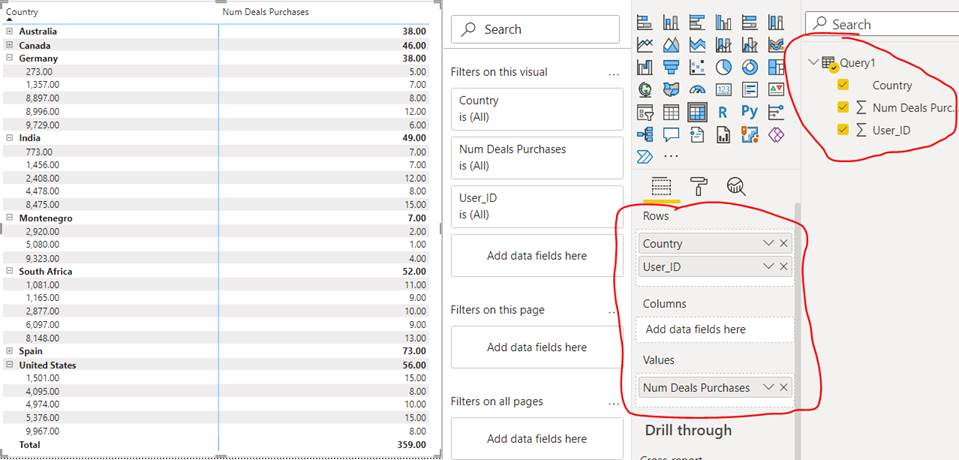 Country Num Deals Purchases
Australia 38.00
Canada 46.00
Germany 38.00
273.00 5.00
1,357.00 7.00
8,897.00 8.00
8,996.00 12.00
9,729.00 6.00
India 49.00
773.00 7.00
1,456.00 7.00
2,408.00 12.00
4,478.00 8.00
8,475.00 15.00
Montenegro 7.00
2,920.00 2.00
5,080.00 1.00
9,323.00 4.00
South Africa 52.00
1,081.00 11.00
1,165.00 9.00
2,877.00 10.00
6,097.00 9.00
8,148.00 13.00
Spain 73.00
United States 56.00
1,501.00 15.00
4,095.00 8.00
4,974.00 10.00
5,376.00 15.00
9,967.00 8.00
Total 359.00
Search
Filters on this visual ...
Country
is (All)
Num Deals Purchases
is (All)
User_ID
is (All)
Add data fields here
Filters on this page ...
Add data fields here
Filters on all pages ...
Add data fields here
123
R Py
...
Rows
Country
User_ID
Columns
Add data fields here
Values
Num Deals Purchases
Drill through
Cross-report
Search
Query1
Country
Σ Num Deals Purc...
Σ User_ID